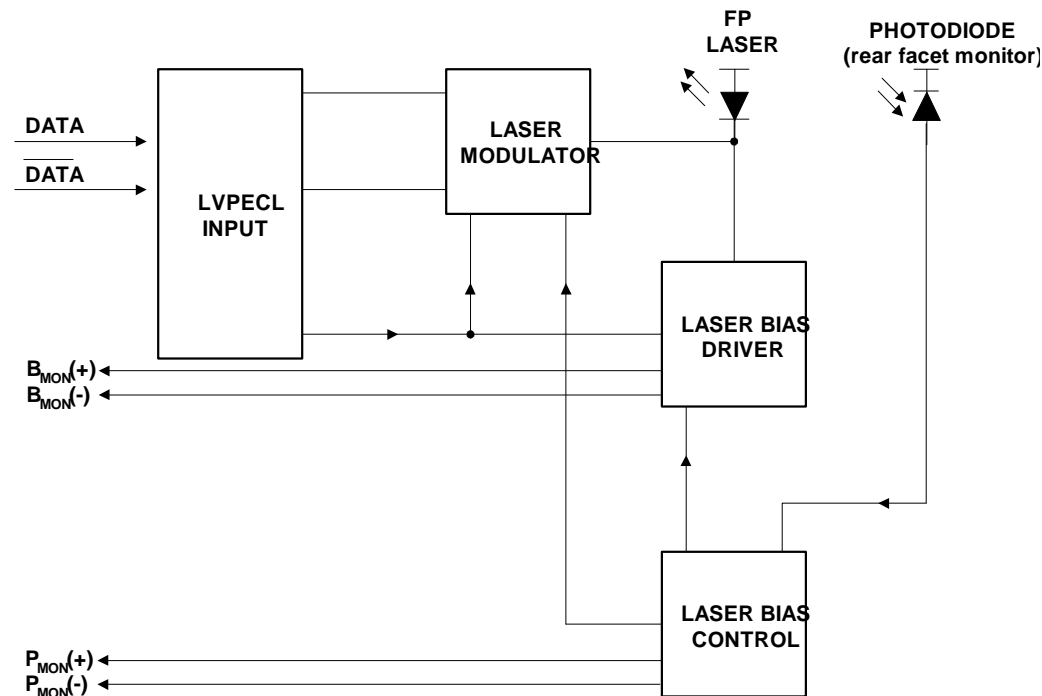 FP
LASER
PHOTODIODE
(rear facet monitor)
DATA
DATA
LVPECL
INPUT
LASER
MODULATOR
LASER BIAS
DRIVER
BMON(+)
BMON(-)
LASER BIAS
CONTROL
PMON(+)
PMON(-)